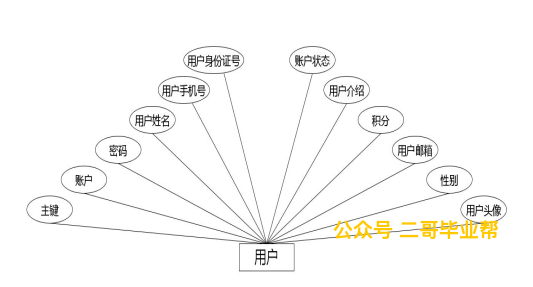 用户身份证号
账户状态
用户手机号
用户介绍
用户姓名
积分
密码
用户邮箱
账户
性别
主键
用户头像
公众号 二哥毕业帮
用户